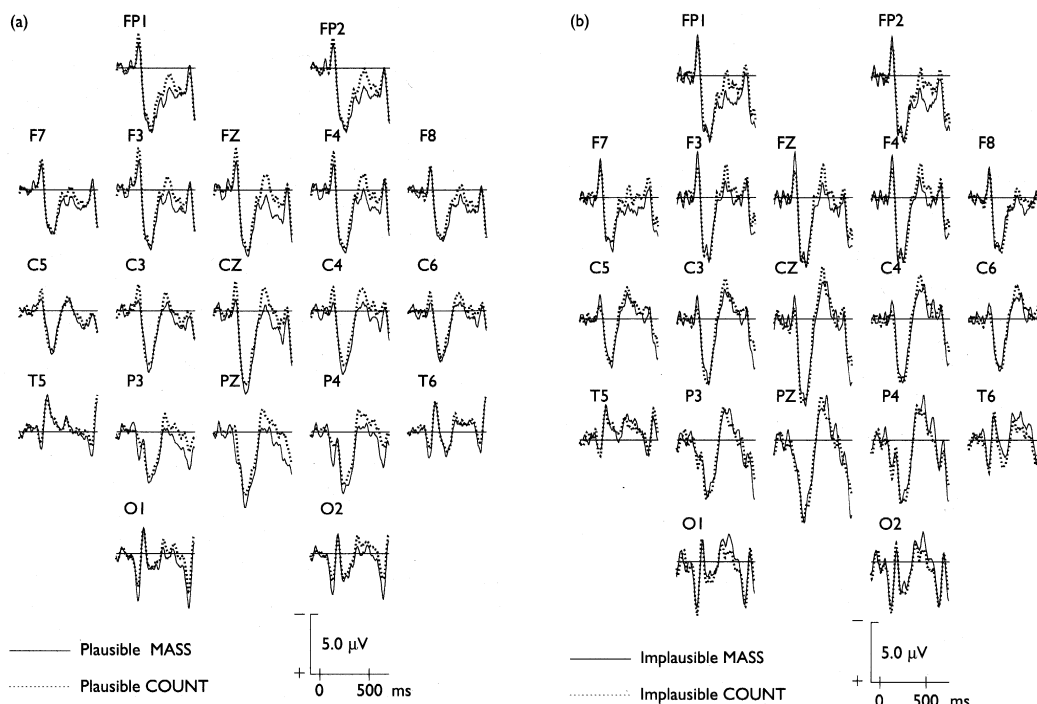 (a)
FP1 FP2
F7 F3 FZ F4 F8
C5 C3 CZ C4 C6
T5 P3 PZ P4 T6
O1 O2
−
5.0 µV
+
0 500 ms
Plausible MASS
Plausible COUNT
(b)
FP1 FP2
F7 F3 FZ F4 F8
C5 C3 CZ C4 C6
T5 P3 PZ P4 T6
O1 O2
−
5.0 µV
+
0 500 ms
Implausible MASS
Implausible COUNT